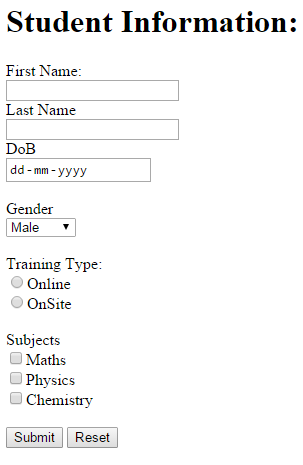 Student Information:
First Name:
Last Name
DoB
dd-mm-yyyy
Gender
Male
Training Type:
Online
OnSite
Subjects
Maths
Physics
Chemistry
Submit Reset